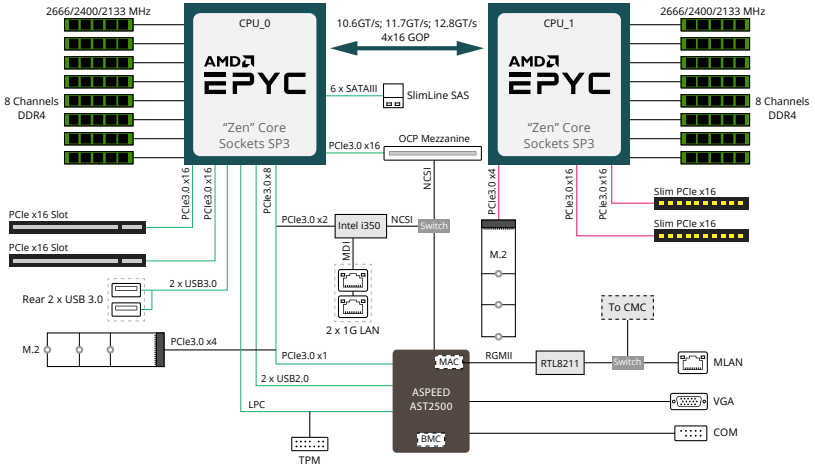 2666/2400/2133 MHz
8 Channels
DDR4
CPU_0
AMD
EPYC
“Zen” Core
Sockets SP3
10.6GT/s; 11.7GT/s; 12.8GT/s
4x16 GOP
6 x SATAIII
SlimLine SAS
OCP Mezzanine
PCIe3.0 x16
CPU_1
AMD
EPYC
“Zen” Core
Sockets SP3
2666/2400/2133 MHz
8 Channels
DDR4
PCIe3.0 x16
PCIe3.0 x16
PCIe3.0 x8
NCSI
PCIe3.0 x4
PCIe3.0 x16
PCIe3.0 x16
Slim PCIe x16
Slim PCIe x16
PCIe x16 Slot
PCIe x16 Slot
PCIe3.0 x2
Intel i350
NCSI
Switch
MDI
2 x 1G LAN
M.2
2 x USB3.0
Rear 2 x USB 3.0
To CMC
M.2
PCIe3.0 x4
PCIe3.0 x1
MAC
RGMII
RTL8211
Switch
MLAN
2 x USB2.0
ASPEED
AST2500
VGA
LPC
BMC
COM
TPM